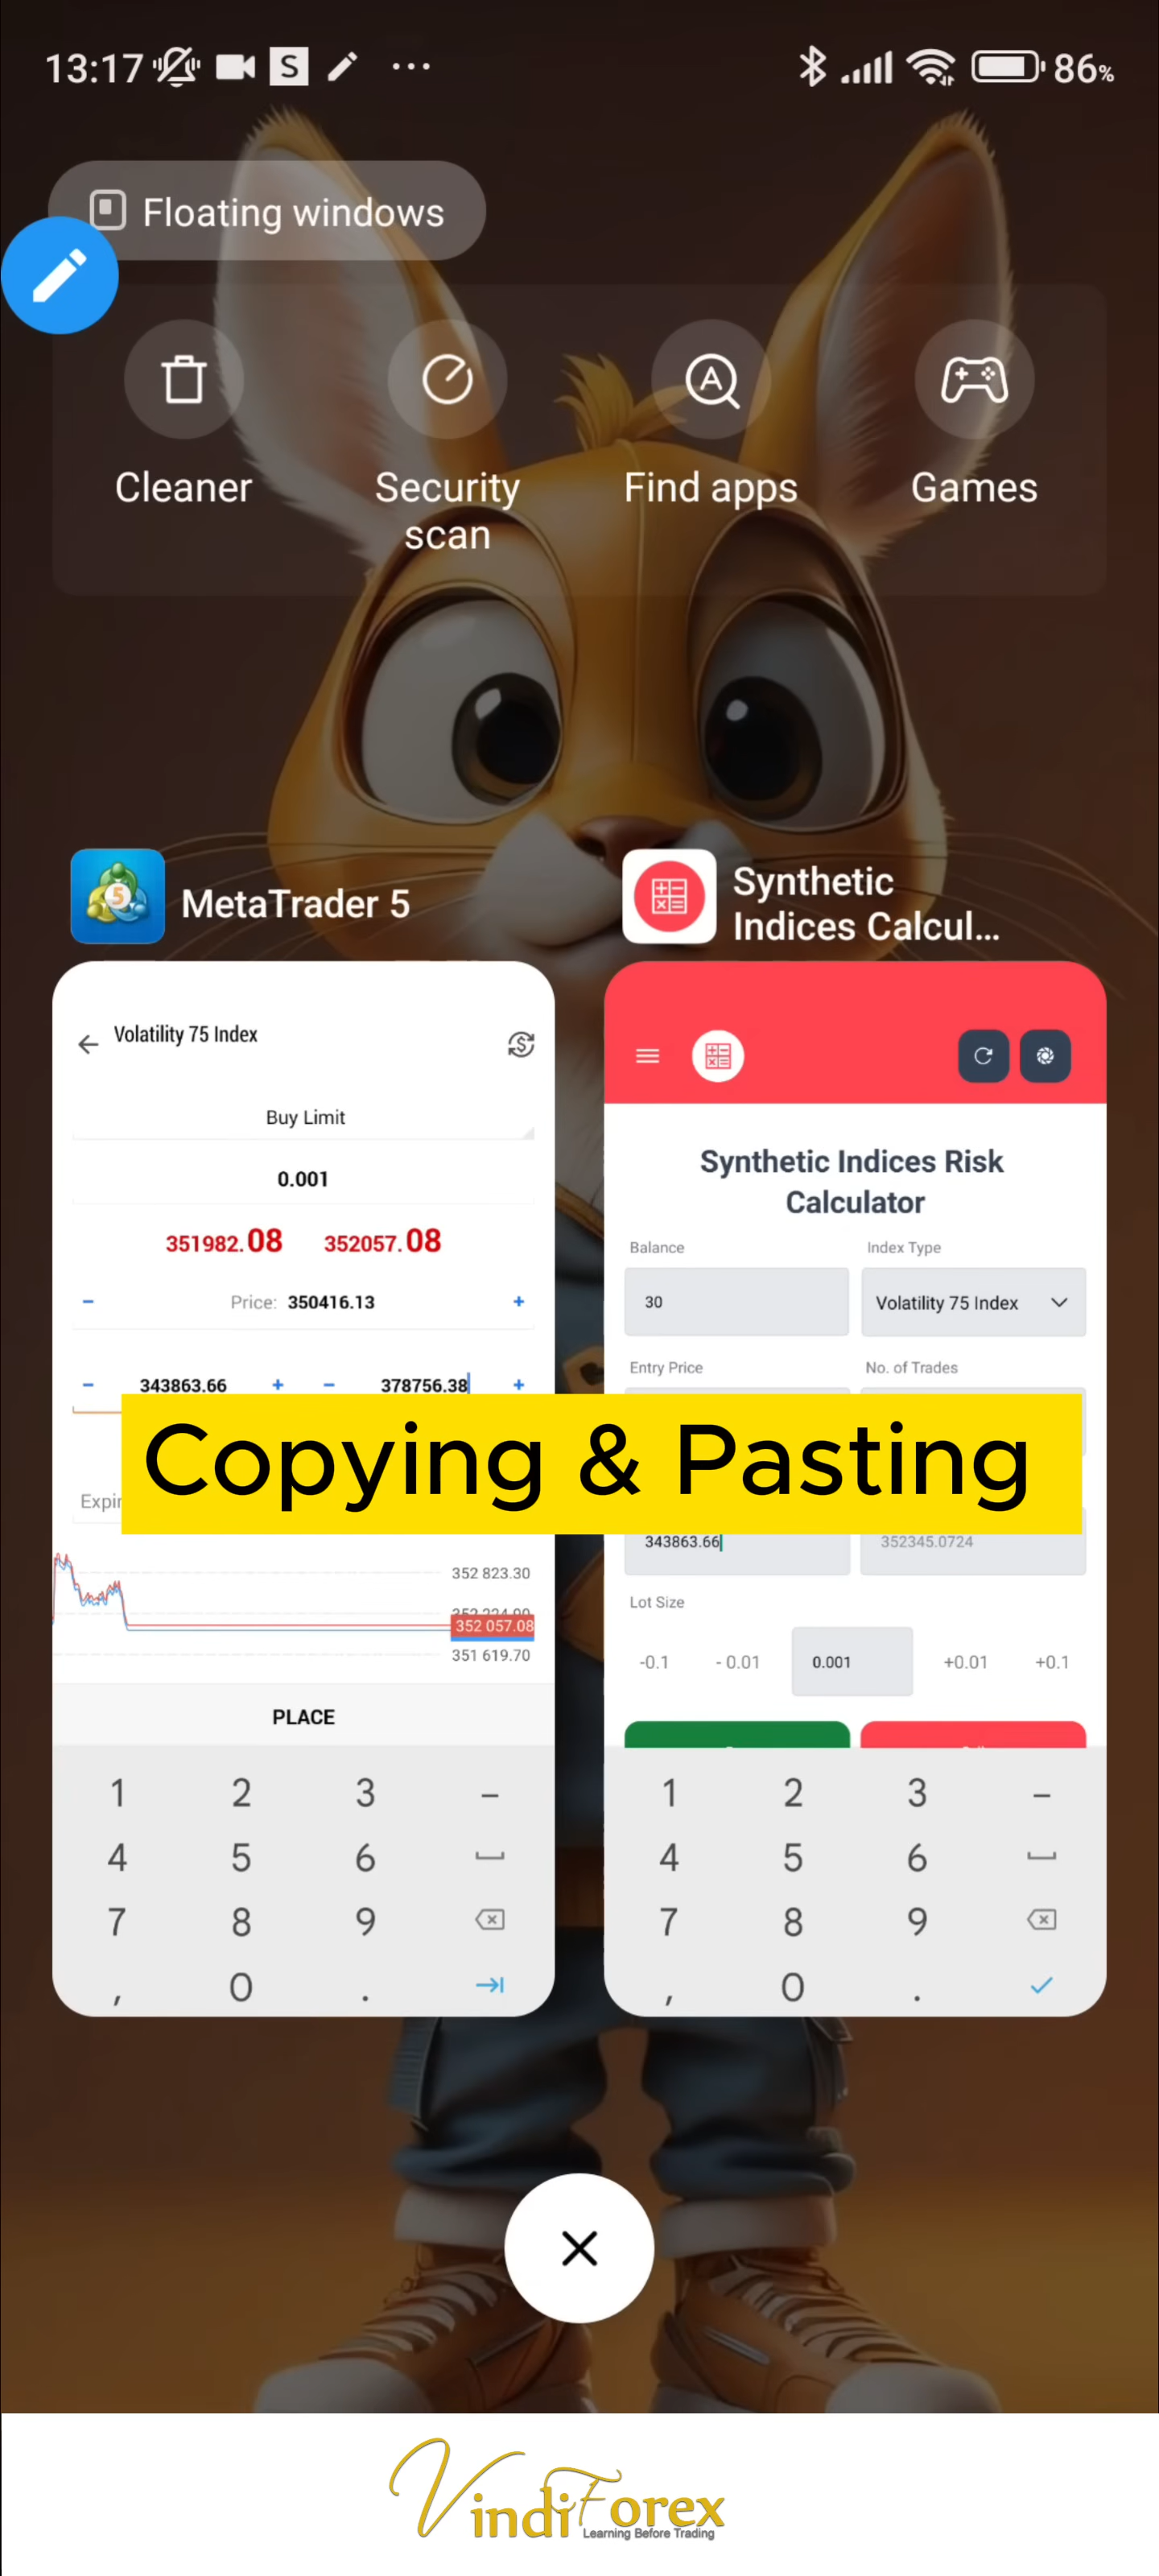 13:17 S ... 86%
Floating windows
Cleaner
Security
scan
Find apps
Games
MetaTrader 5
Volatility 75 Index
Buy Limit
0.001
351982.08 352057.08
- Price: 350416.13 +
- 343863.66 + - 378756.38 +
Expir
352 823.30
352 057.08
351 619.70
PLACE
1 2 3 –
4 5 6
7 8 9
, 0 .
Synthetic
Indices Calcul...
Synthetic Indices Risk
Calculator
Balance Index Type
30 Volatility 75 Index
Entry Price No. of Trades
Copying & Pasting
343863.66 352345.0724
Lot Size
-0.1 - 0.01 0.001 +0.01 +0.1
1 2 3 –
4 5 6
7 8 9
, 0 .
VindiForex
Learning Before Trading